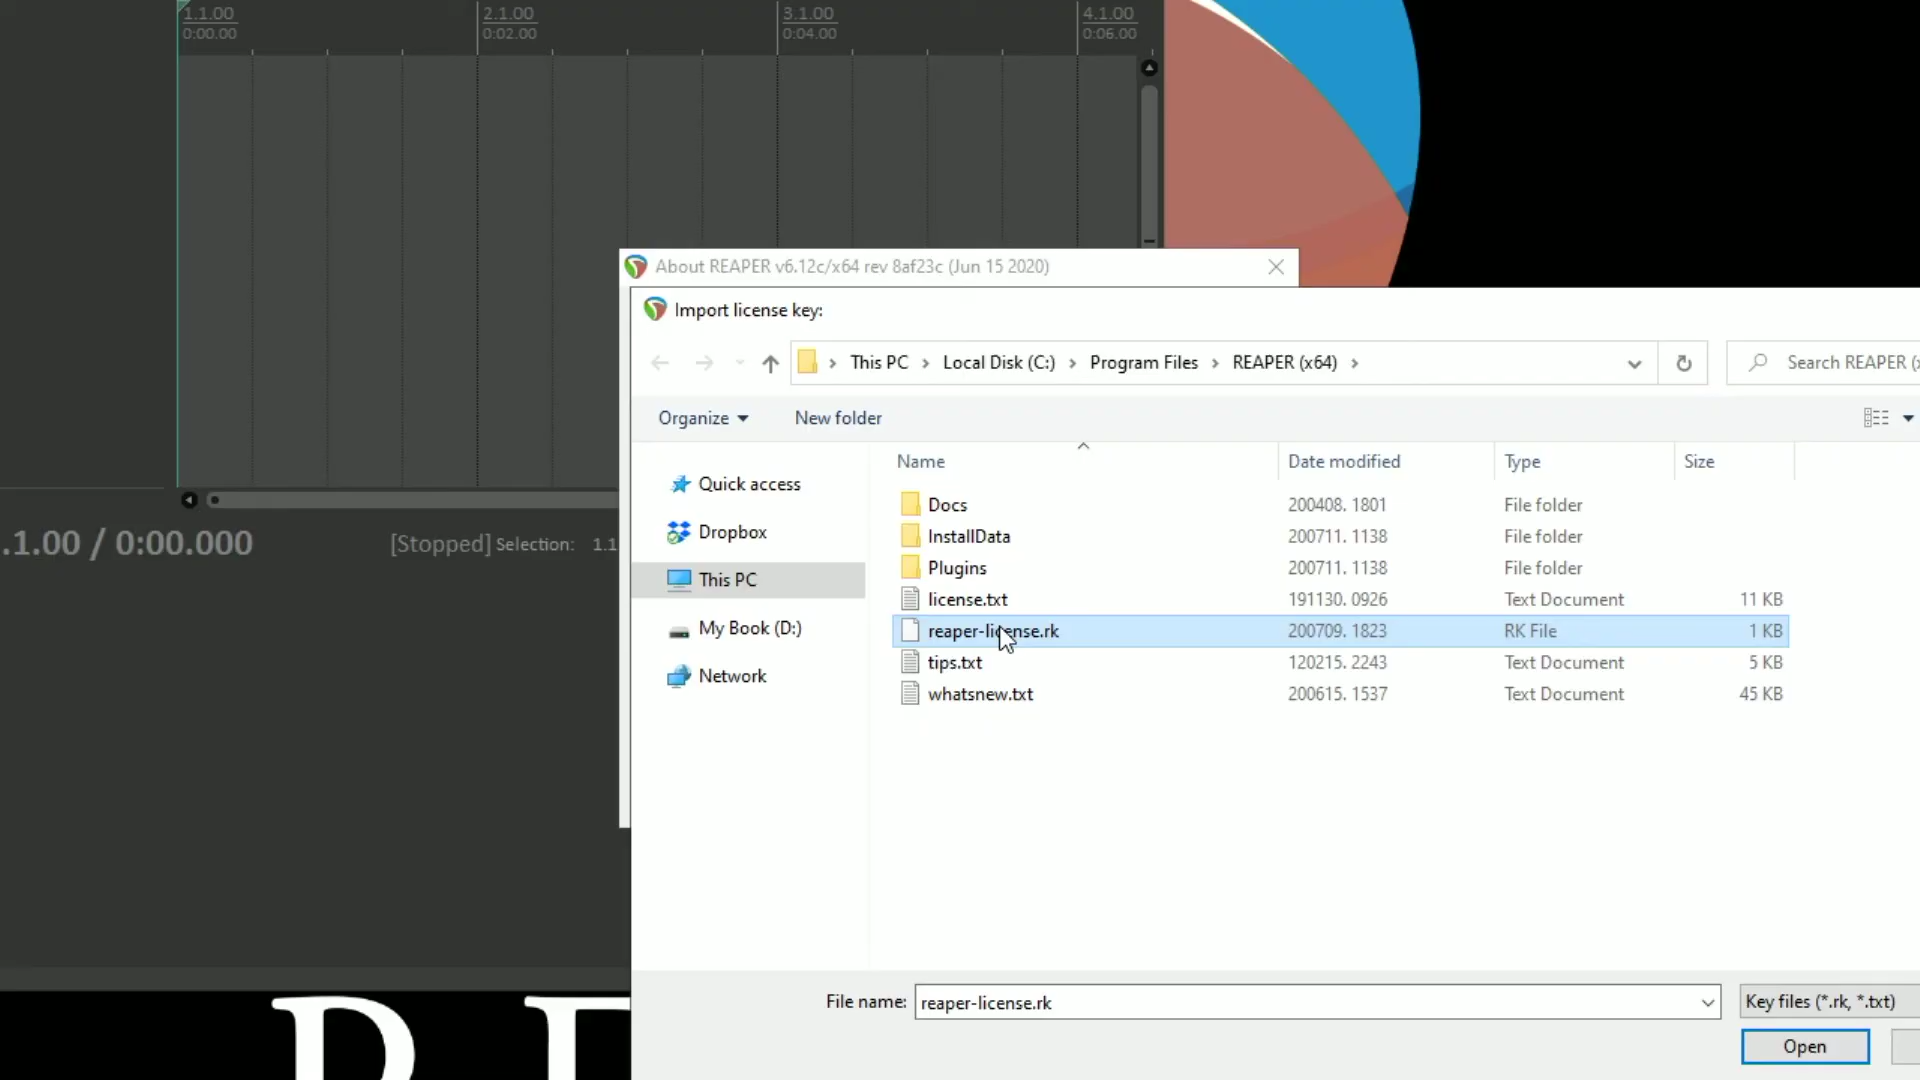 1.1.00 2.1.00 3.1.00 4.1.00
0:00.00 0:02.00 0:04.00 0:06.00
About REAPER v6.12c/x64 rev 8af23c (Jun 15 2020)
Import license key:
This PC > Local Disk (C:) > Program Files > REAPER (x64) >
Search REAPER (x
Organize New folder
Name Date modified Type Size
Quick access
Dropbox
This PC
My Book (D:)
Network
Docs 200408. 1801 File folder
InstallData 200711. 1138 File folder
Plugins 200711. 1138 File folder
license.txt 191130. 0926 Text Document 11 KB
reaper-license.rk 200709. 1823 RK File 1 KB
tips.txt 120215. 2243 Text Document 5 KB
whatsnew.txt 200615. 1537 Text Document 45 KB
.1.00 / 0:00.000 [Stopped] Selection: 1.1
File name: reaper-license.rk Key files (*.rk, *.txt)
Open